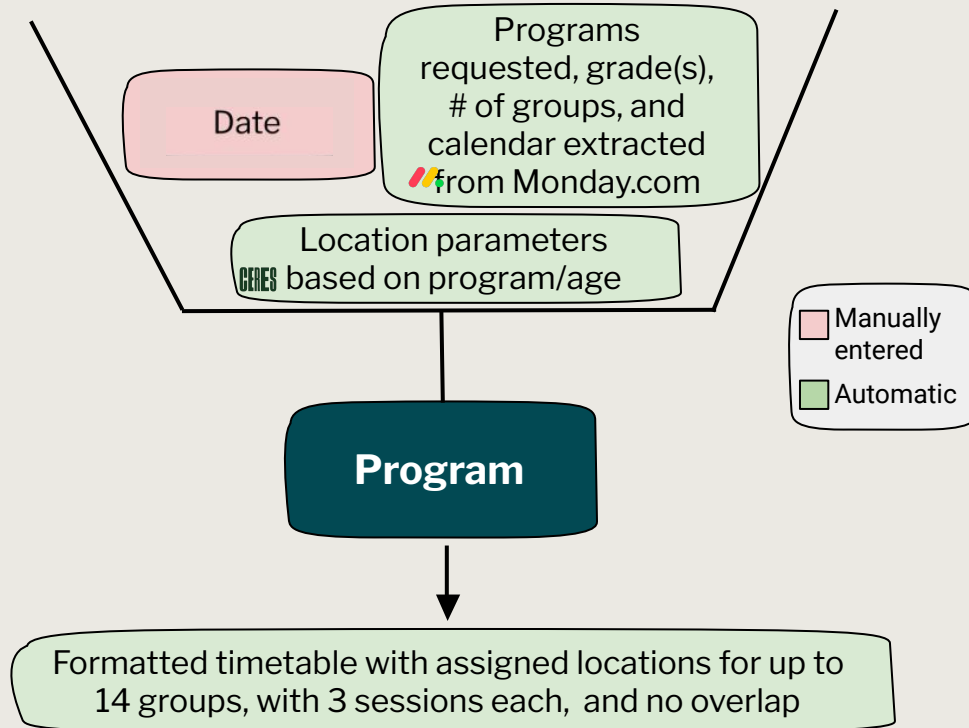 Programs
requested, grade(s),
# of groups, and
calendar extracted
from Monday.com
Date
Location parameters
CERES based on program/age
Manually
entered
Automatic
Program
Formatted timetable with assigned locations for up to
14 groups, with 3 sessions each, and no overlap